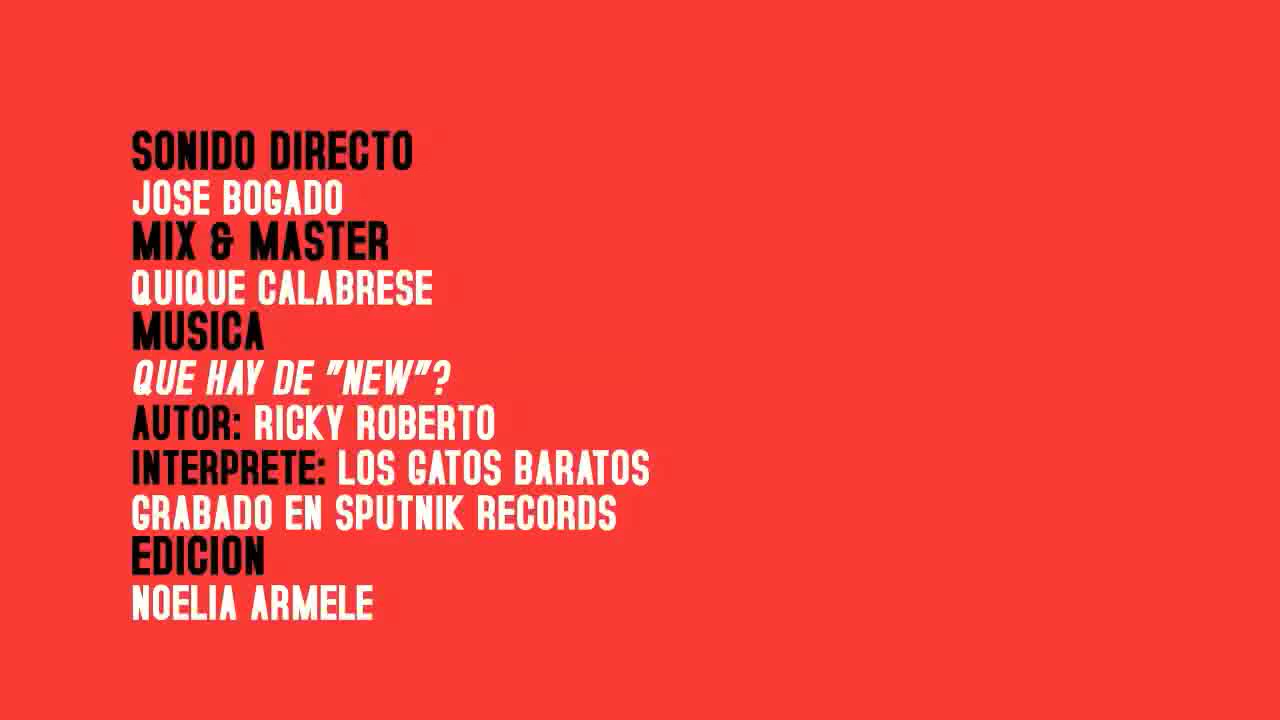 SONIDO DIRECTO
JOSE BOGADO
MIX & MASTER
QUIQUE CALABRESE
MUSICA
QUE HAY DE "NEW"?
AUTOR: RICKY ROBERTO
INTERPRETE: LOS GATOS BARATOS
GRABADO EN SPUTNIK RECORDS
EDICION
NOELIA ARMELE